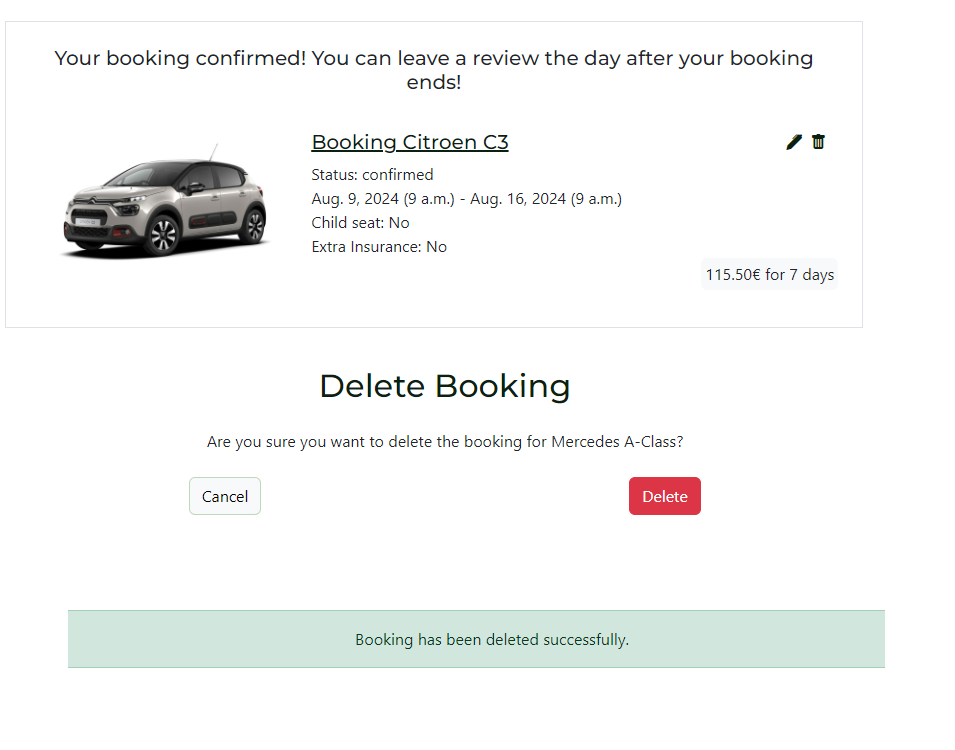 Your booking confirmed! You can leave a review the day after your booking
ends!
Booking Citroen C3
Status: confirmed
Aug. 9, 2024 (9 a.m.) - Aug. 16, 2024 (9 a.m.)
Child seat: No
Extra Insurance: No
115.50€ for 7 days
Delete Booking
Are you sure you want to delete the booking for Mercedes A-Class?
Cancel
Delete
Booking has been deleted successfully.